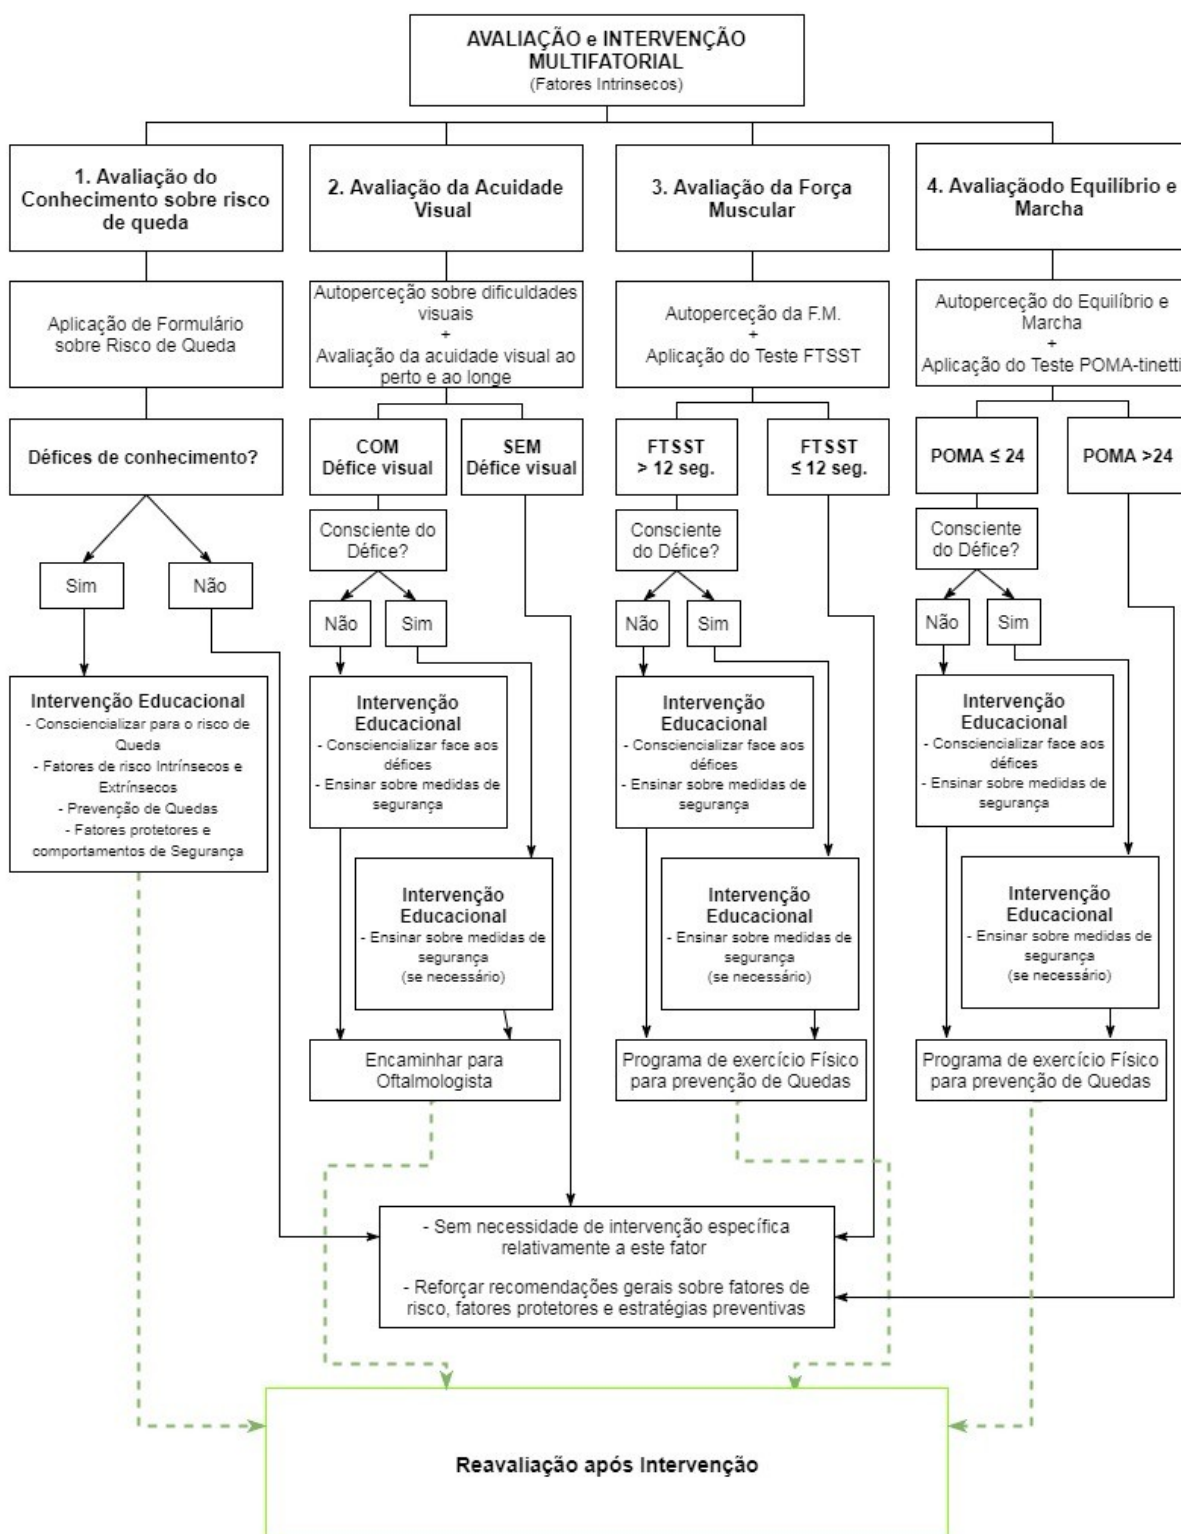 AVALIAÇÃO e INTERVENÇÃO
MULTIFATORIAL
(Fatores Intrinsecos)
1. Avaliação do
Conhecimento sobre risco
de queda
Aplicação de Formulário
sobre Risco de Queda
Défices de conhecimento?
Sim
Não
Intervenção Educacional
- Consciencializar para o risco de
Queda
- Fatores de risco Intrínsecos e
Extrínsecos
- Prevenção de Quedas
- Fatores protetores e
comportamentos de Segurança
2. Avaliação da Acuidade
Visual
Autoperceção sobre dificuldades
visuais
+
Avaliação da acuidade visual ao
perto e ao longe
COM
Défice visual
SEM
Défice visual
Consciente do
Défice?
Não
Sim
Intervenção
Educacional
- Consciencializar face aos
défices
- Ensinar sobre medidas de
segurança
Intervenção
Educacional
- Ensinar sobre medidas de
segurança
(se necessário)
Encaminhar para
Oftalmologista
3. Avaliação da Força
Muscular
Autoperceção da F.M.
+
Aplicação do Teste FTSST
FTSST
> 12 seg.
FTSST
≤ 12 seg.
Consciente
do Défice?
Não
Sim
Intervenção
Educacional
- Consciencializar face aos
défices
- Ensinar sobre medidas de
segurança
Intervenção
Educacional
- Ensinar sobre medidas de
segurança
(se necessário)
Programa de exercício Físico
para prevenção de Quedas
4. Avaliaçãodo Equilíbrio e
Marcha
Autoperceção do Equilíbrio e
Marcha
+
Aplicação do Teste POMA-tinetti
POMA ≤ 24
POMA >24
Consciente
do Défice?
Não
Sim
Intervenção
Educacional
- Consciencializar face aos
défices
- Ensinar sobre medidas de
segurança
Intervenção
Educacional
- Ensinar sobre medidas de
segurança
(se necessário)
Programa de exercício Físico
para prevenção de Quedas
- Sem necessidade de intervenção específica
relativamente a este fator
- Reforçar recomendações gerais sobre fatores de
risco, fatores protetores e estratégias preventivas
Reavaliação após Intervenção